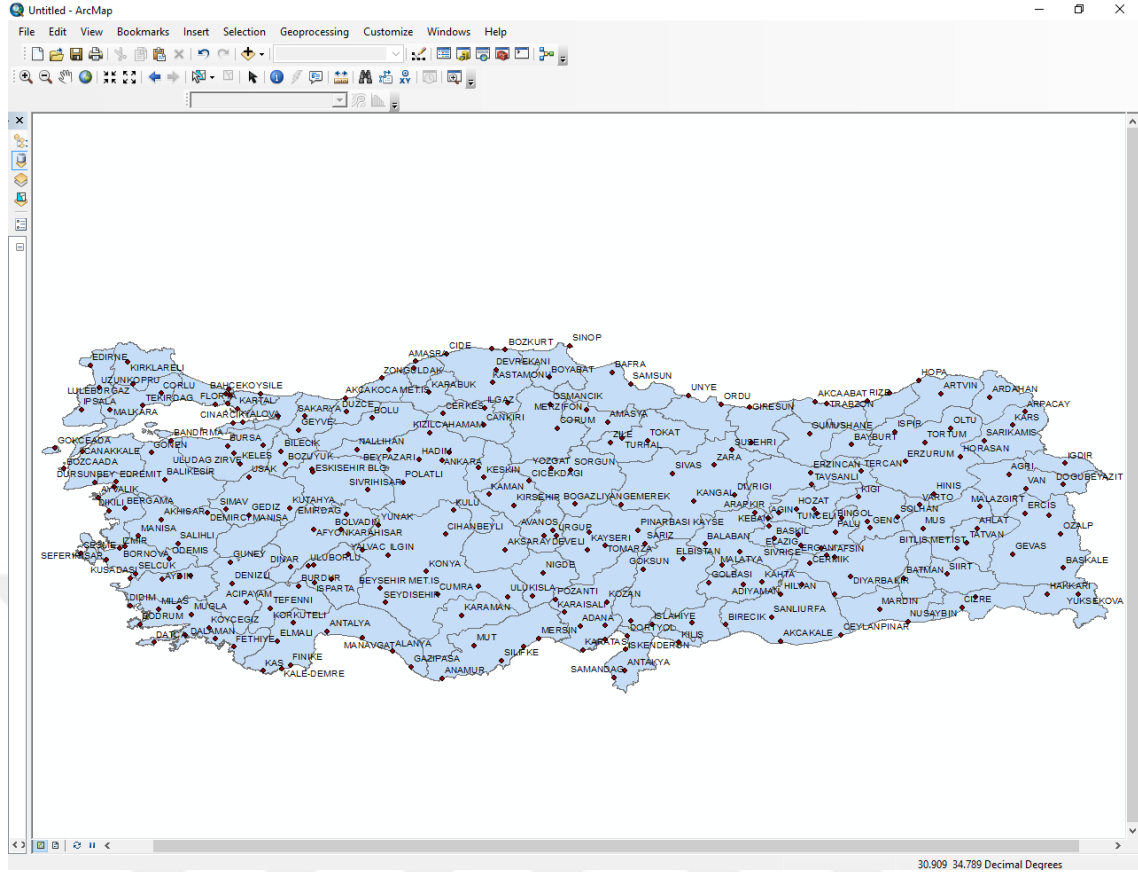 Untitled - ArcMap
File Edit View Bookmarks Insert Selection Geoprocessing Customize Windows Help
SINOP
CIDE BOZKURT
AMASRA
EDIRNE DEVREKANI BAFRA
KIRKLARELI ZONGULDAK KASTAMONU BOYABAT SAMSUN HOPA
UZUNKOPRU CORLU BAHCEKOY SILE AKCAKOCA MET.IS KARABUK UNYE ARTVIN ARDAHAN
LULEBURGAZ TEKIRDAG FLORYA KARTAL DUZCE ILGAZ OSMANCIK ORDU AKCAABAT RIZE
IPSALA MALKARA CINARCIK YALOVA SAKARYA BOLU CERKES MERZIFON AMASYA GIRESUN TRABZON ARPACAY
GEYVE KIZILCAHAMAM CANKIRI CORUM GUMUSHANE ISPIR OLTU KARS
GOKCEADA BANDIRMA BURSA BILECIK NALLIHAN ZILE TOKAT SUSEHRI BAYBURT TORTUM SARIKAMIS
CANAKKALE GONEN KELES BOZUYUK BEYPAZARI HADIM TURHAL ZARA ERZURUM HORASAN
BOZCAADA ULUDAG ZIRVE USAK ESKISEHIR BLG. POLATLI ANKARA KESKIN YOZGAT SORGUN SIVAS ERZINCAN TERCAN AGRI IGDIR
DURSUNBEY EDREMIT BALIKESIR SIVRIHISAR CICEKDAGI TAVSANLI VAN DOGUBEYAZIT
AYVALIK KAMAN DIVRIGI KIGI HINIS
DIKILI BERGAMA SIMAV GEDIZ KUTAHYA KULU KIRSEHIR BOGAZLIYAN GEMEREK KANGAL ARAPKIR HOZAT VARTO MALAZGIRT ERCIS
AKHISAR DEMIRCI MANISA EMIRDAG YUNAK AVANOS URGUP PINARBASI KAYSE KEBAN AGIN TUNCELI BINGOL GENC SOLHAN MUS AHLAT OZALP
MANISA SALIHLI BOLVADIN AFYONKARAHISAR CIHANBEYLI KAYSERI SARIZ BALABAN BASKIL ELAZIG PALU TATVAN
CESME IZMIR ODEMIS GUNEY DINAR YALVAC ILGIN AKSARAY DEVELI TOMARZA ELBISTAN SIVRICE ERGANI AFSIN BITLIS MET.IST GEVAS
SEFERIHISAR BORNOVA SELCUK ULUBORLU KONYA NIGDE GOKSUN MALATYA CERMIK BATMAN SIIRT BASKALE
KUSADASI AYDIN DENIZLI BURDUR ISPARTA BEYSEHIR MET.IS CUMRA ULUKISLA POZANTI GOLBASI KAHTA DIYARBAKIR HAKKARI
DIDIM MILAS MUGLA ACIPAYAM TEFENNI SEYDISEHIR KARAMAN KARAISALI KOZAN ADIYAMAN HILVAN MARDIN CIZRE YUKSEKOVA
BODRUM KOYCEGIZ KORKUTELI ANTALYA ADANA ISLAHIYE BIRECIK SANLIURFA NUSAYBIN
DALAMAN FETHIYE ELMALI MANAVGAT ALANYA MUT MERSIN KARATAS DORTYOL ISKENDERUN KILIS AKCAKALE CEYLANPINAR
KAS FINIKE GAZIPASA SILIFKE SAMANDAG ANTAKYA
KALE-DEMRE ANAMUR
30.909 34.789 Decimal Degrees